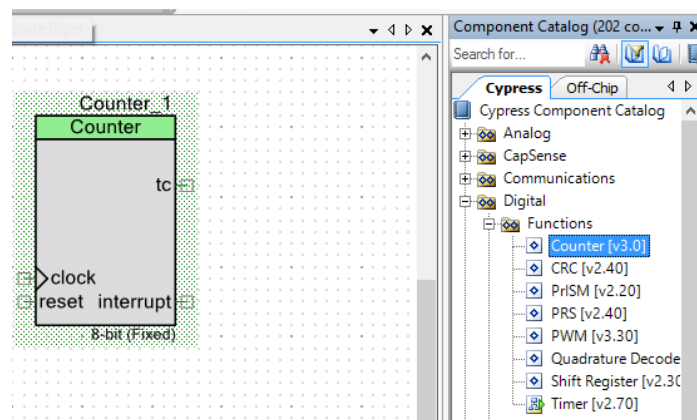 Rotate Right
Component Catalog (202 co...
Search for...
Cypress
Off-Chip
Cypress Component Catalog
Analog
CapSense
Communications
Digital
Functions
Counter [v3.0]
CRC [v2.40]
PrISM [v2.20]
PRS [v2.40]
PWM [v3.30]
Quadrature Decode
Shift Register [v2.30
Timer [v2.70]
Counter_1
Counter
tc
clock
reset interrupt
8-bit (Fixed)